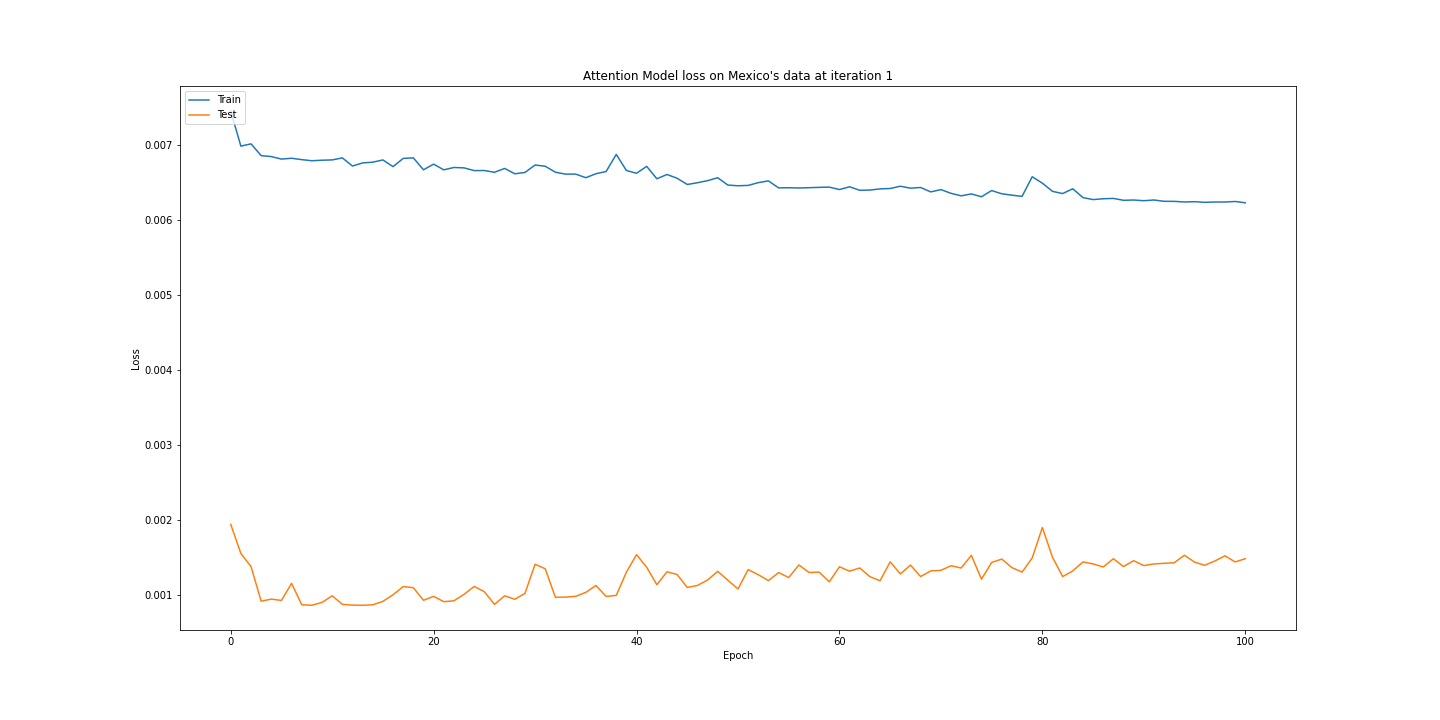 Attention Model loss on Mexico's data at iteration 1
Train
Test
0.007
0.006
0.005
0.004
0.003
0.002
0.001
Loss
0 20 40 60 80 100
Epoch